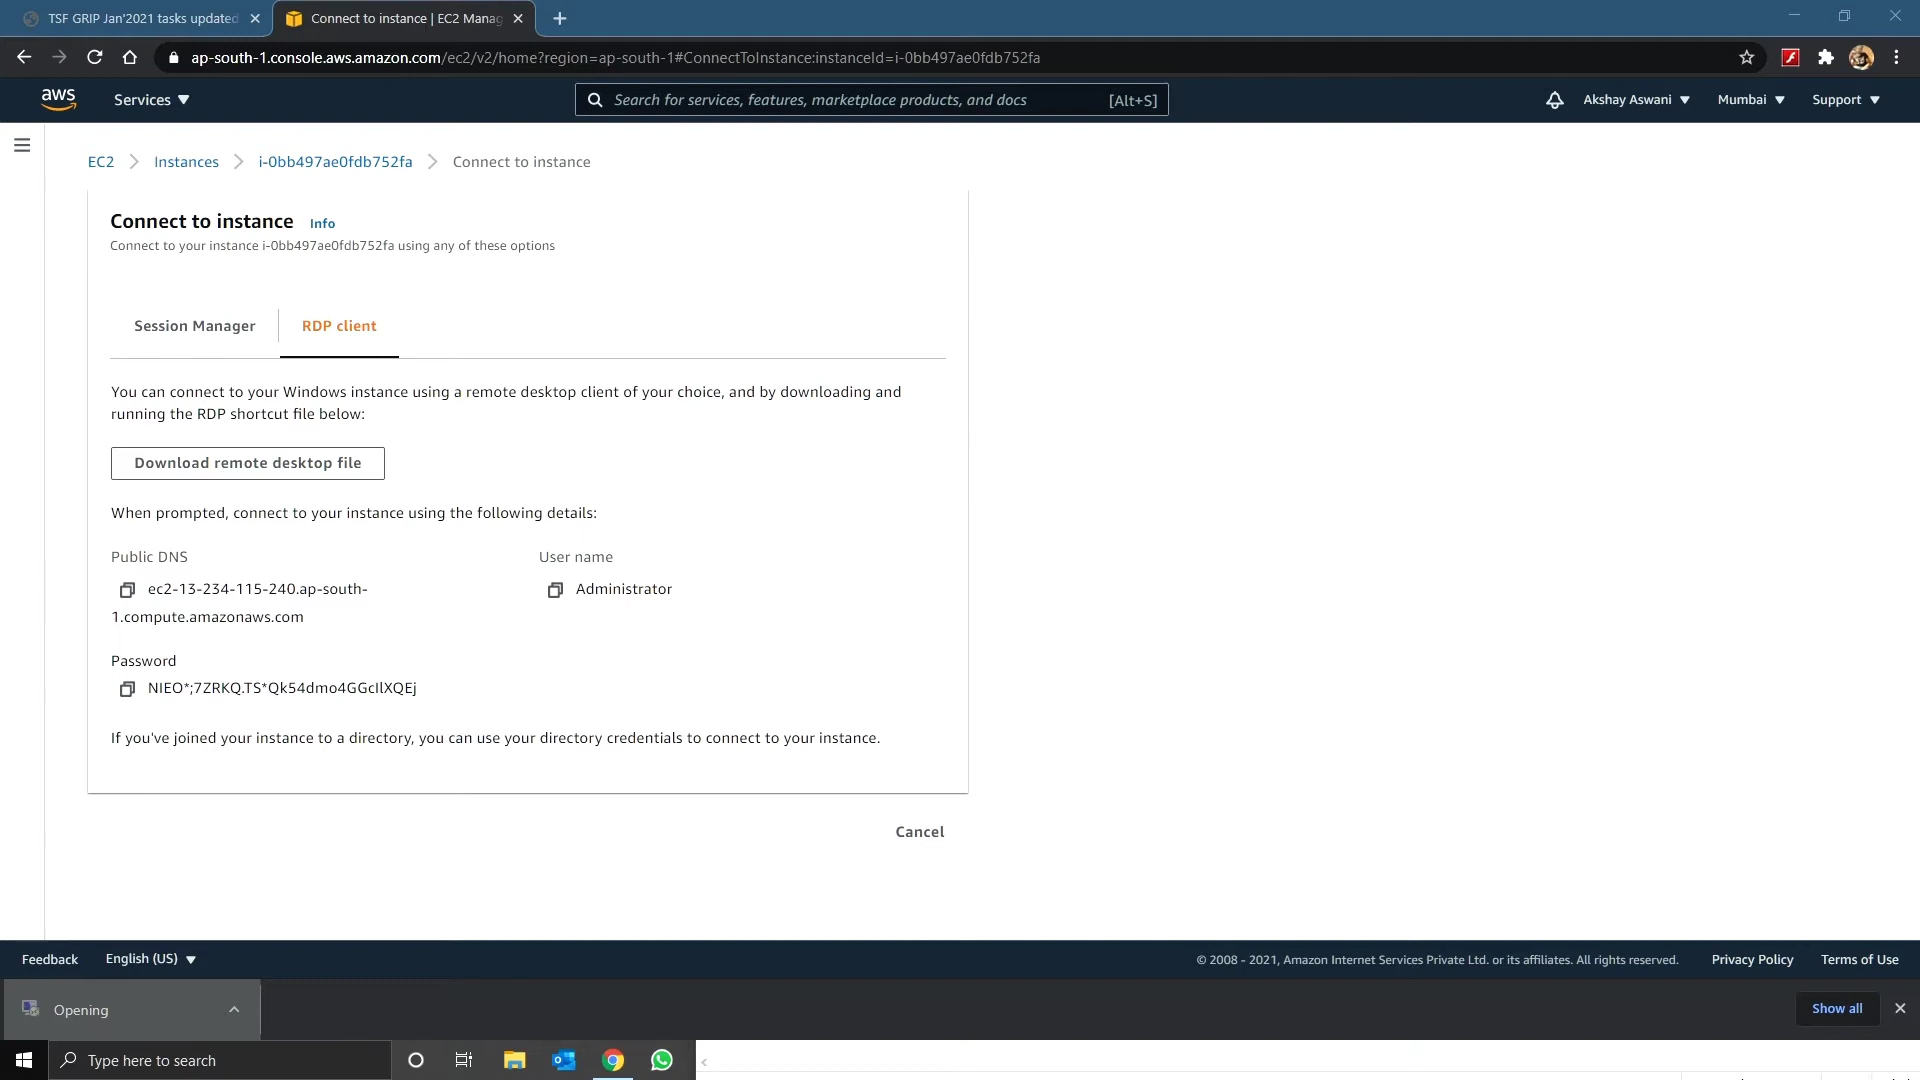 TSF GRIP Jan'2021 tasks updated
Connect to instance | EC2 Manag
ap-south-1.console.aws.amazon.com/ec2/v2/home?region=ap-south-1#ConnectToInstance:instanceId=i-0bb497ae0fdb752fa
aws
Services
Search for services, features, marketplace products, and docs
[Alt+S]
Akshay Aswani
Mumbai
Support
EC2
Instances
i-0bb497ae0fdb752fa
Connect to instance
Connect to instance
Info
Connect to your instance i-0bb497ae0fdb752fa using any of these options
Session Manager
RDP client
You can connect to your Windows instance using a remote desktop client of your choice, and by downloading and
running the RDP shortcut file below:
Download remote desktop file
When prompted, connect to your instance using the following details:
Public DNS
User name
ec2-13-234-115-240.ap-south-
1.compute.amazonaws.com
Administrator
Password
NIEO*;7ZRKQ.TS*Qk54dmo4GGcIlXQEj
If you've joined your instance to a directory, you can use your directory credentials to connect to your instance.
Cancel
Feedback
English (US)
© 2008 - 2021, Amazon Internet Services Private Ltd. or its affiliates. All rights reserved.
Privacy Policy
Terms of Use
Opening
Show all
Type here to search